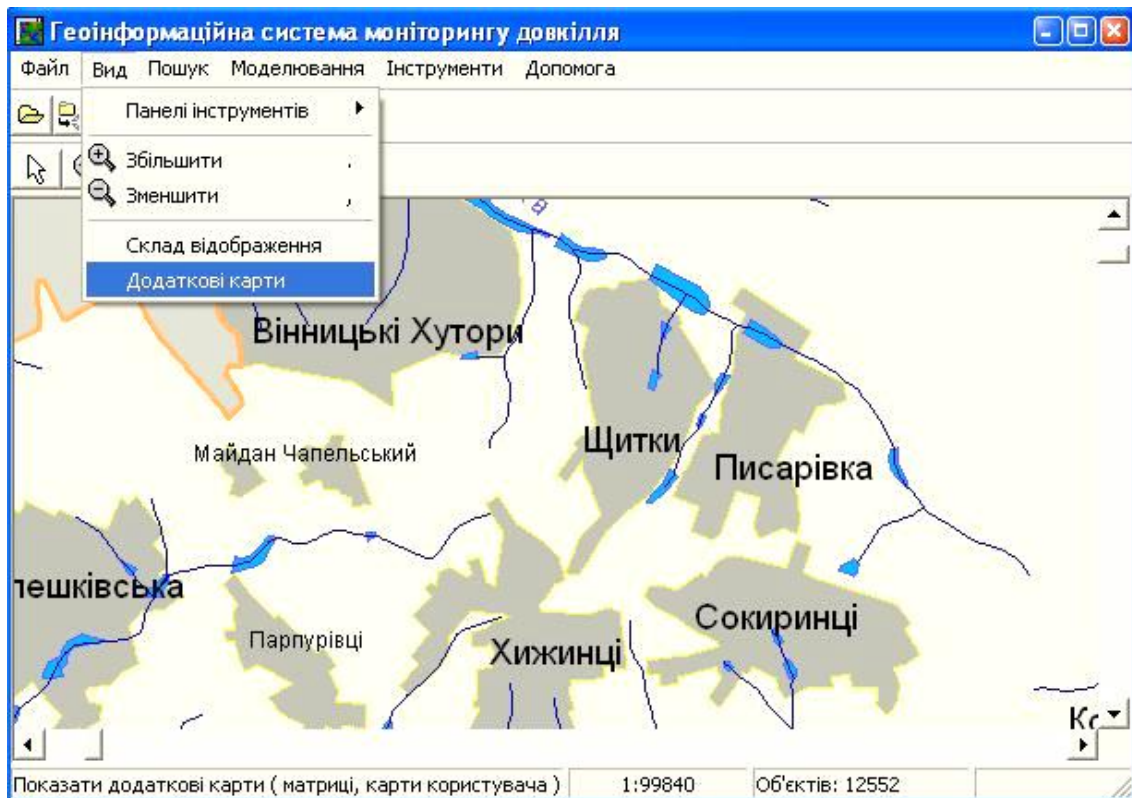 Геоінформаційна система моніторингу довкілля
Файл Вид Пошук Моделювання Інструменти Допомога
Панелі інструментів
Збільшити
Зменшити
Склад відображення
Додаткові карти
Вінницькі Хутори
Щитки
Майдан Чапельський
Писарівка
пешківська
Сокиринці
Парпурівці
Хижинці
Показати додаткові карти ( матриці, карти користувача ) 1:99840 Об'єктів: 12552